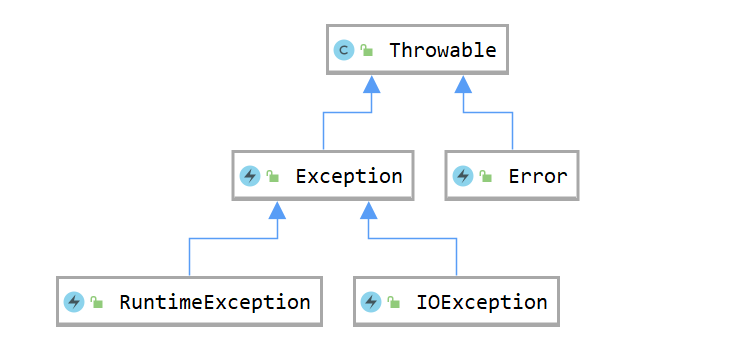 C Throwable
Exception
Error
RuntimeException
IOException